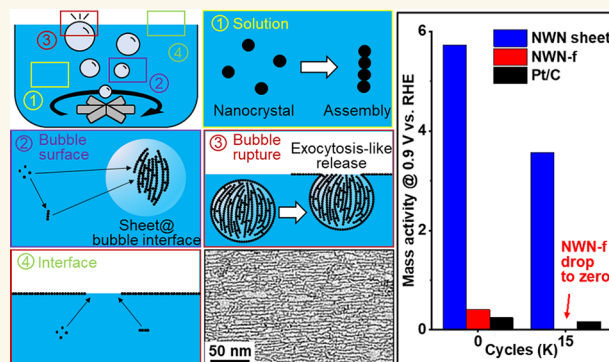 ③
④
①
②
① Solution
Nanocrystal
Assembly
② Bubble
surface
Sheet@
bubble interface
③ Bubble
rupture
Exocytosis-like
release
④ Interface
50 nm
Mass activity @ 0.9 V vs. RHE
6
4
2
0
NWN sheet
NWN-f
Pt/C
NWN-f
drop
to zero
0
15
Cycles (K)